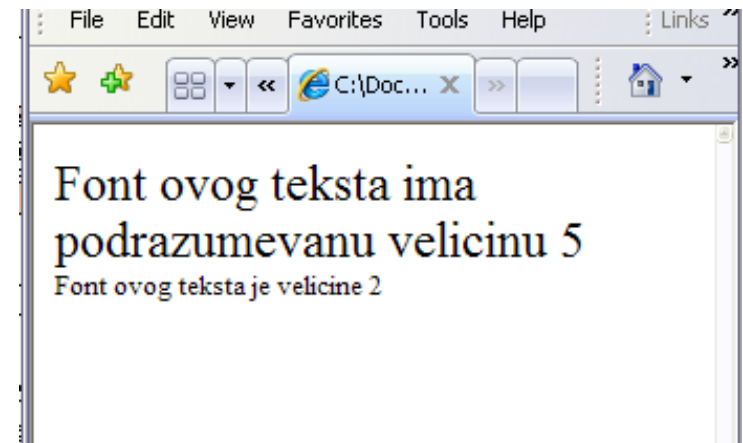 File Edit View Favorites Tools Help Links »
« C:\Doc... X »
»
Font ovog teksta ima
podrazumevanu velicinu 5
Font ovog teksta je velicine 2